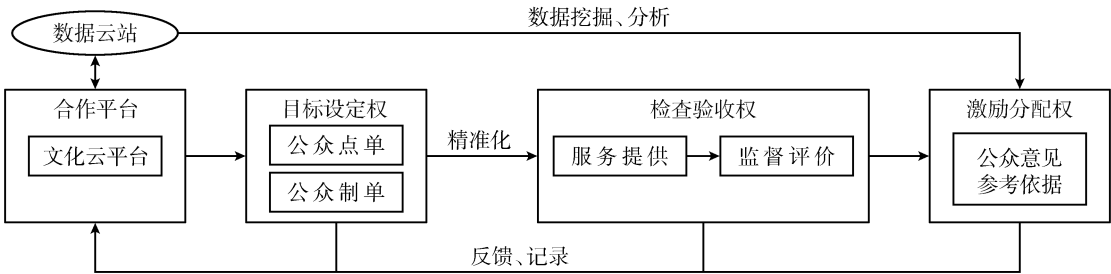 数据云站
数据挖掘、分析
合作平台
文化云平台
目标设定权
公众点单
公众制单
精准化
检查验收权
服务提供
监督评价
激励分配权
公众意见
参考依据
反馈、记录